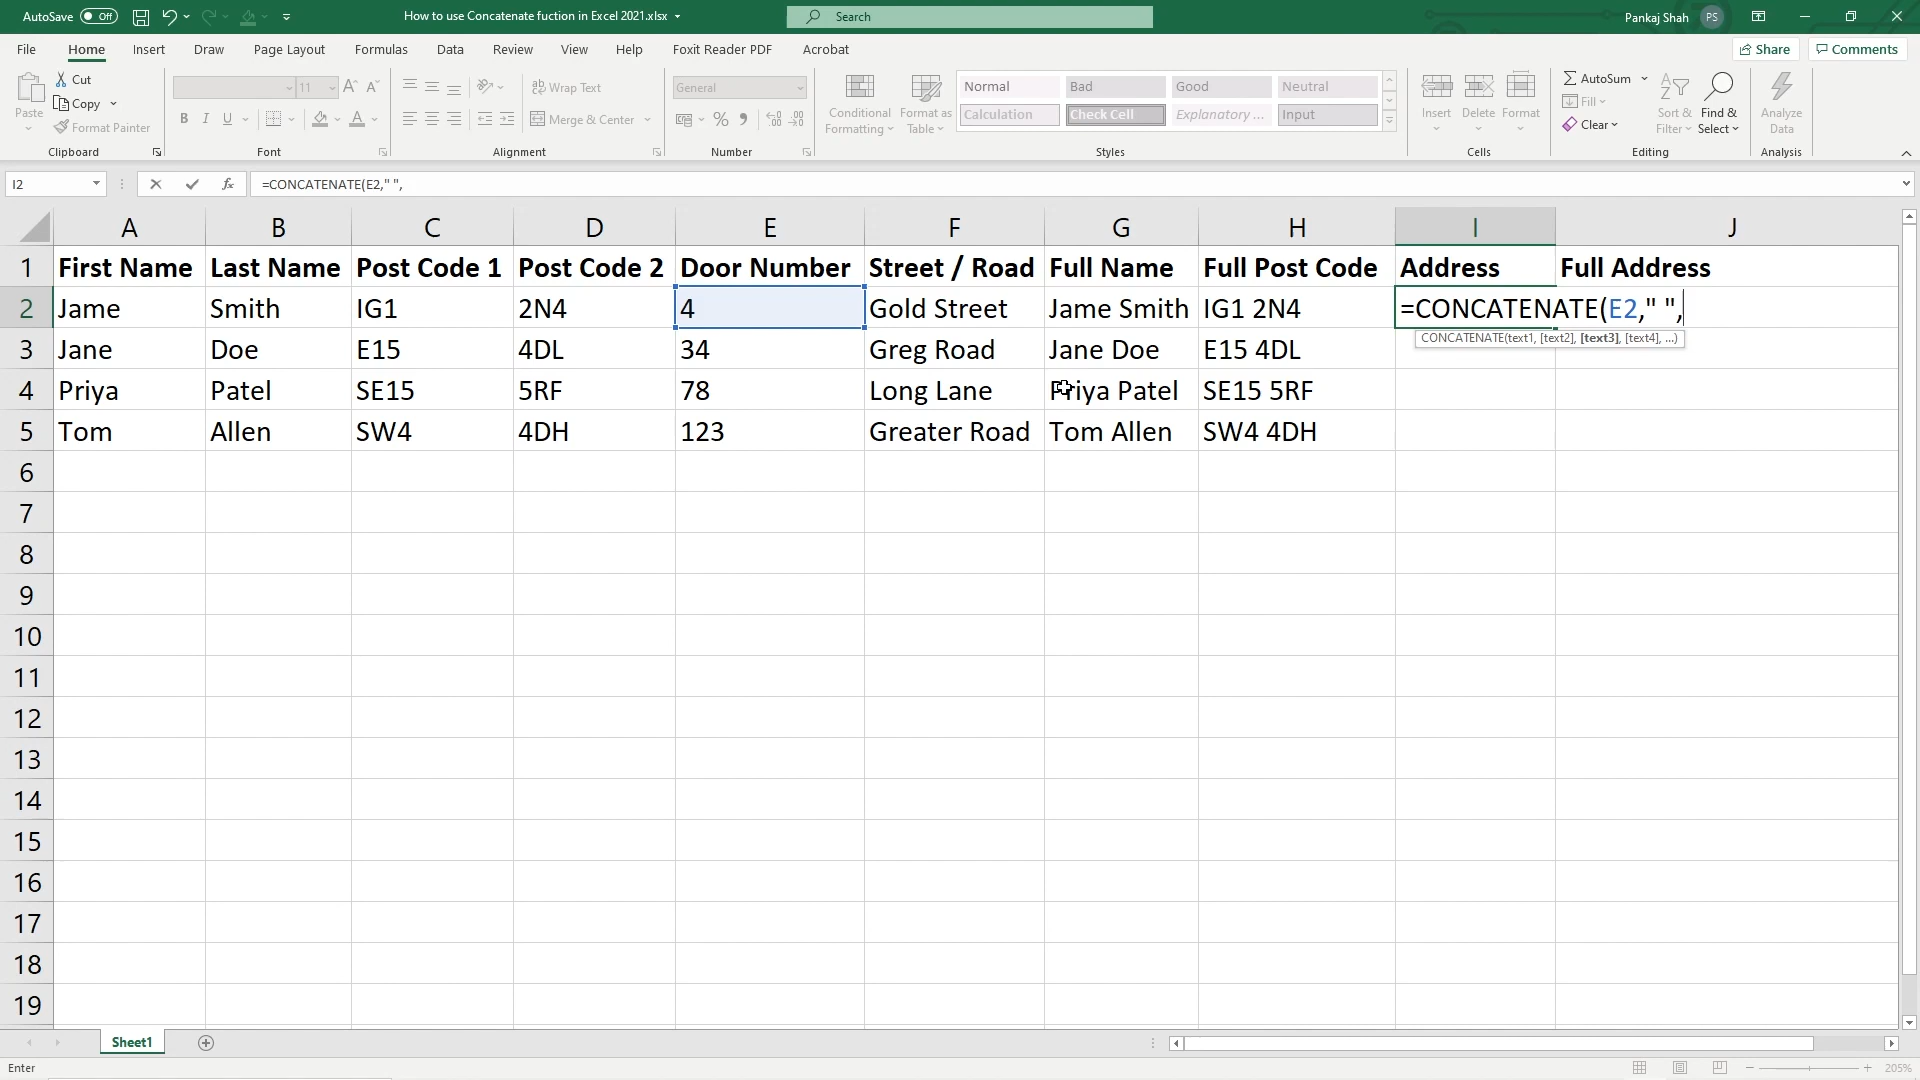 AutoSave Off How to use Concatenate fuction in Excel 2021.xlsx Search Pankaj Shah PS
File Home Insert Draw Page Layout Formulas Data Review View Help Foxit Reader PDF Acrobat Share Comments
Paste Cut Copy Format Painter
11
Wrap Text
Merge & Center
General
Conditional Formatting Format as Table
Normal Bad Good Neutral
Calculation Check Cell Explanatory ... Input
Insert Delete Format
AutoSum Fill Clear
Sort & Filter Find & Select
Analyze Data
Clipboard Font Alignment Number Styles Cells Editing Analysis
I2 fx =CONCATENATE(E2," ",
A B C D E F G H I J
1 First Name Last Name Post Code 1 Post Code 2 Door Number Street / Road Full Name Full Post Code Address Full Address
2 Jame Smith IG1 2N4 4 Gold Street Jame Smith IG1 2N4 =CONCATENATE(E2," ",
CONCATENATE(text1, [text2], [text3], [text4], ...)
3 Jane Doe E15 4DL 34 Greg Road Jane Doe E15 4DL
4 Priya Patel SE15 5RF 78 Long Lane Priya Patel SE15 5RF
5 Tom Allen SW4 4DH 123 Greater Road Tom Allen SW4 4DH
6
7
8
9
10
11
12
13
14
15
16
17
18
19
Sheet1
Enter 205%